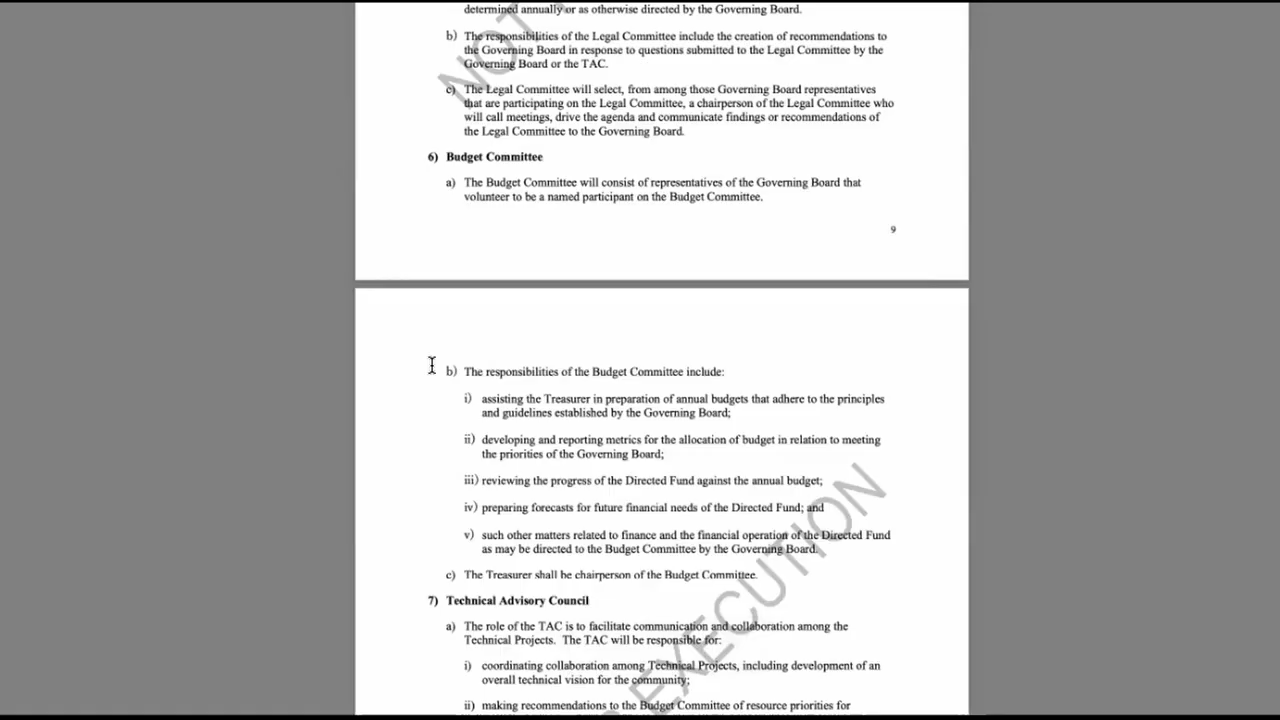 determined annually or as otherwise directed by the Governing Board.
b) The responsibilities of the Legal Committee include the creation of recommendations to
the Governing Board in response to questions submitted to the Legal Committee by the
Governing Board or the TAC.
c) The Legal Committee will select, from among those Governing Board representatives
that are participating on the Legal Committee, a chairperson of the Legal Committee who
will call meetings, drive the agenda and communicate findings or recommendations of
the Legal Committee to the Governing Board.
6) Budget Committee
a) The Budget Committee will consist of representatives of the Governing Board that
volunteer to be a named participant on the Budget Committee.
9
b) The responsibilities of the Budget Committee include:
i) assisting the Treasurer in preparation of annual budgets that adhere to the principles
and guidelines established by the Governing Board;
ii) developing and reporting metrics for the allocation of budget in relation to meeting
the priorities of the Governing Board;
iii) reviewing the progress of the Directed Fund against the annual budget;
iv) preparing forecasts for future financial needs of the Directed Fund; and
v) such other matters related to finance and the financial operation of the Directed Fund
as may be directed to the Budget Committee by the Governing Board.
c) The Treasurer shall be chairperson of the Budget Committee.
7) Technical Advisory Council
a) The role of the TAC is to facilitate communication and collaboration among the
Technical Projects. The TAC will be responsible for:
i) coordinating collaboration among Technical Projects, including development of an
overall technical vision for the community;
ii) making recommendations to the Budget Committee of resource priorities for
NOT
EXECUTION